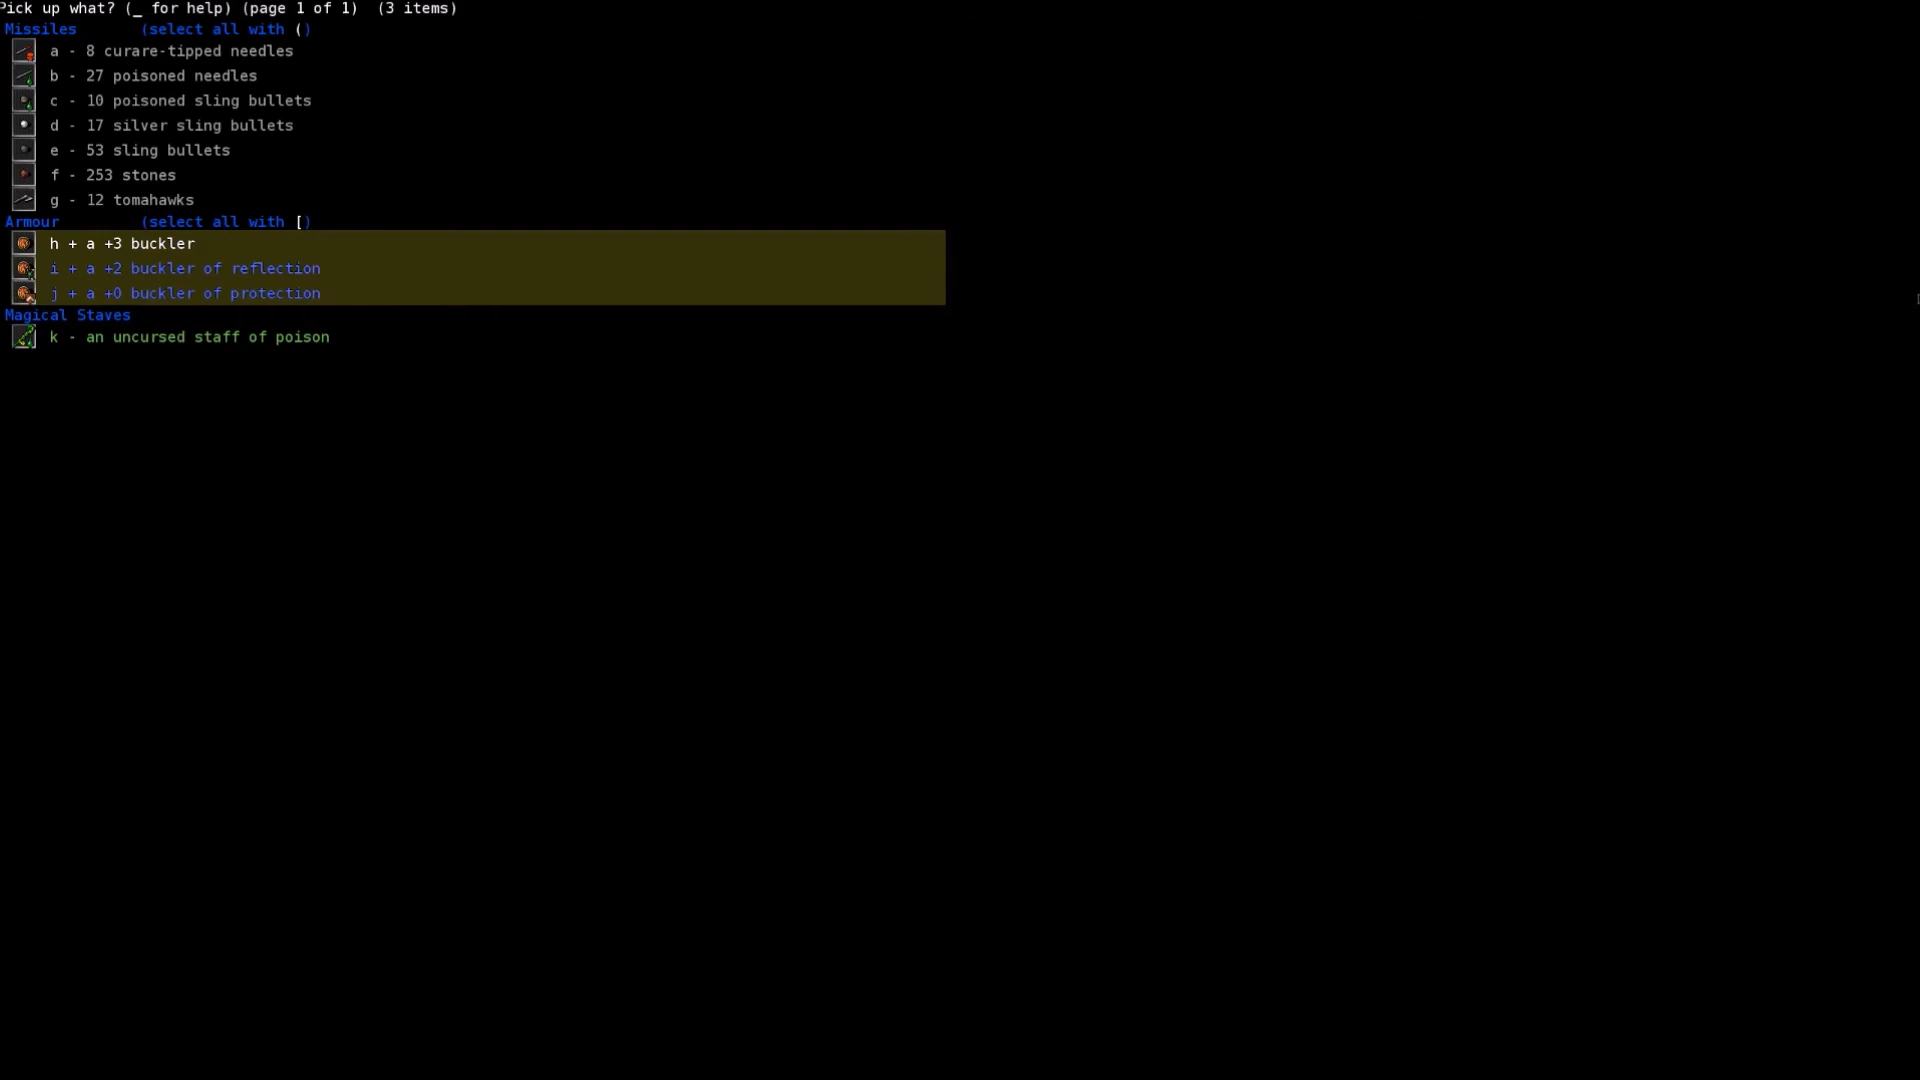 Pick up what? (_ for help) (page 1 of 1)  (3 items)
Missiles (select all with ()
a - 8 curare-tipped needles
b - 27 poisoned needles
c - 10 poisoned sling bullets
d - 17 silver sling bullets
e - 53 sling bullets
f - 253 stones
g - 12 tomahawks
Armour (select all with [)
h + a +3 buckler
i + a +2 buckler of reflection
j + a +0 buckler of protection
Magical Staves
k - an uncursed staff of poison